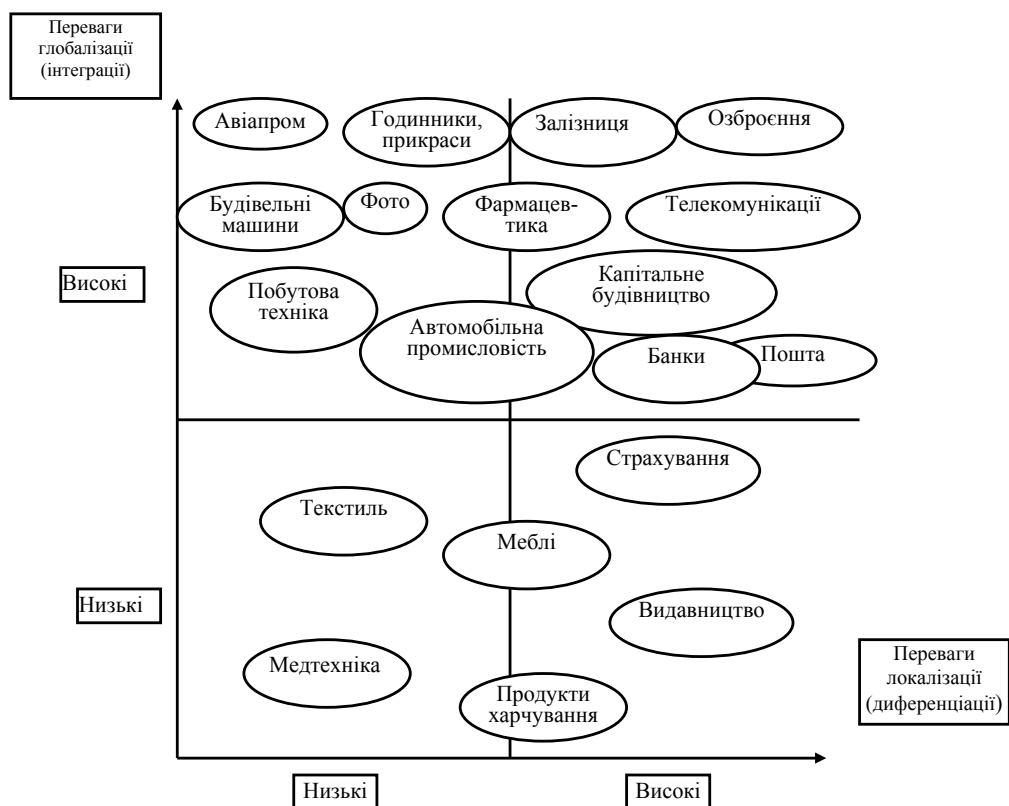 Переваги
глобалізації
(інтеграції)
Авіапром
Годинники,
прикраси
Залізниця
Озброєння
Будівельні
машини
Фото
Фармацев-
тика
Телекомунікації
Високі
Побутова
техніка
Капітальне
будівництво
Автомобільна
промисловість
Банки
Пошта
Страхування
Текстиль
Меблі
Низькі
Видавництво
Медтехніка
Продукти
харчування
Переваги
локалізації
(диференціації)
Низькі
Високі